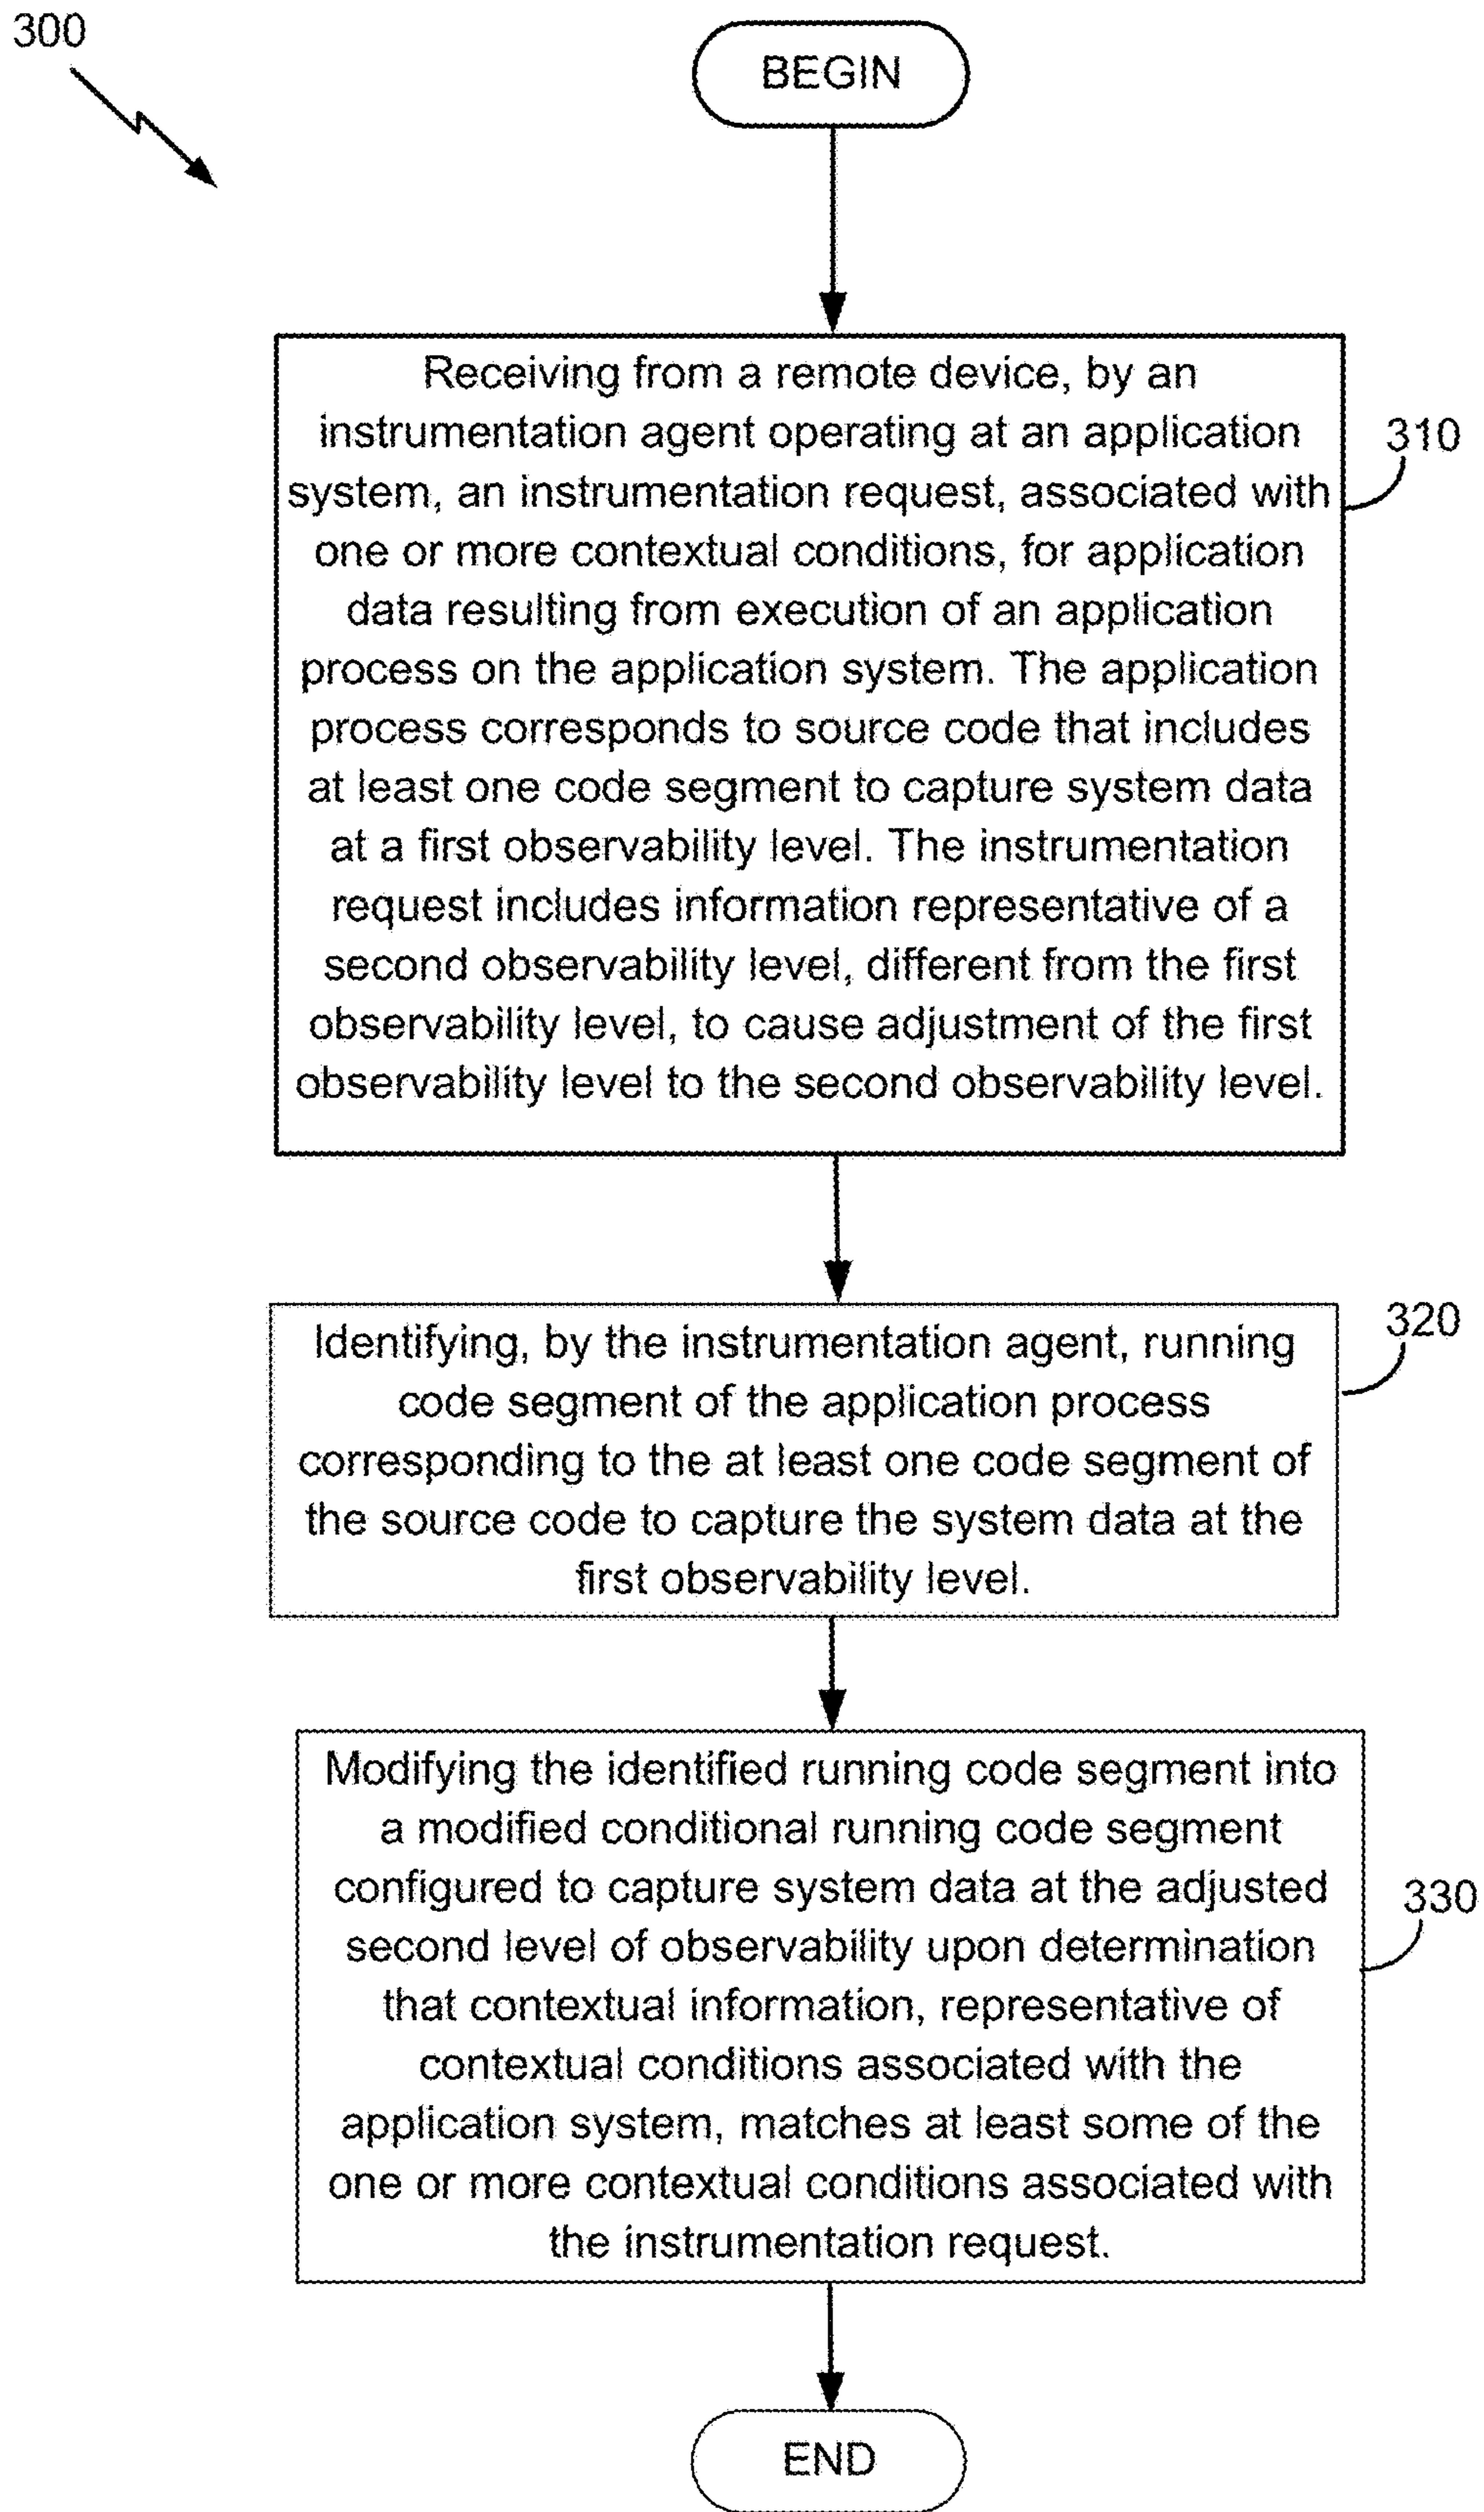 300
BEGIN
Receiving from a remote device, by an
instrumentation agent operating at an application
system, an instrumentation request, associated with
one or more contextual conditions, for application
data resulting from execution of an application
process on the application system. The application
process corresponds to source code that includes
at least one code segment to capture system data
at a first observability level. The instrumentation
request includes information representative of a
second observability level, different from the first
observability level, to cause adjustment of the first
observability level to the second observability level.
310
Identifying, by the instrumentation agent, running
code segment of the application process
corresponding to the at least one code segment of
the source code to capture the system data at the
first observability level.
320
Modifying the identified running code segment into
a modified conditional running code segment
configured to capture system data at the adjusted
second level of observability upon determination
that contextual information, representative of
contextual conditions associated with the
application system, matches at least some of the
one or more contextual conditions associated with
the instrumentation request.
330
END